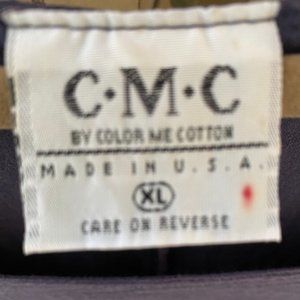 C·M·C
BY COLOR ME COTTON
MADE IN U.S.A.
XL
CARE ON REVERSE